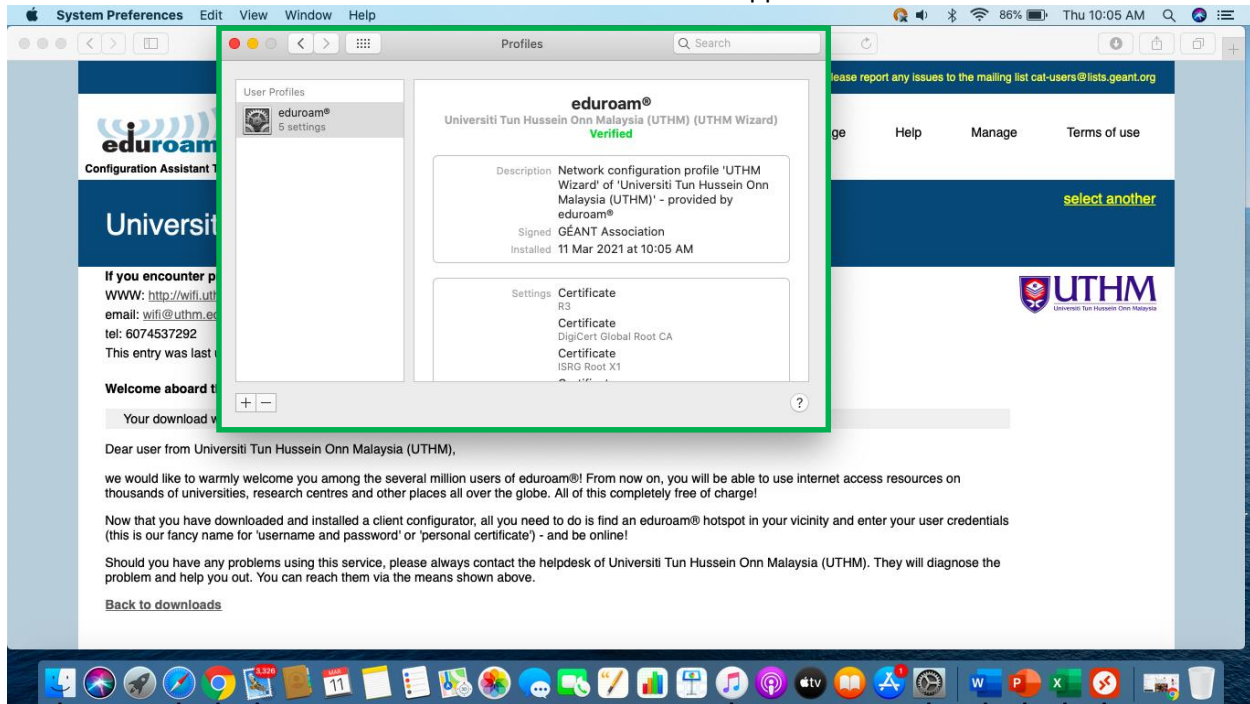 System Preferences Edit View Window Help 86% Thu 10:05 AM
Profiles
Search
lease report any issues to the mailing list cat-users@lists.geant.org
User Profiles
eduroam®
5 settings
eduroam®
Universiti Tun Hussein Onn Malaysia (UTHM) (UTHM Wizard)
Verified
Description Network configuration profile 'UTHM
Wizard' of 'Universiti Tun Hussein Onn
Malaysia (UTHM)' - provided by
eduroam®
Signed GÉANT Association
Installed 11 Mar 2021 at 10:05 AM
Settings Certificate
R3
Certificate
DigiCert Global Root CA
Certificate
ISRG Root X1
eduroam
Configuration Assistant T
ge Help Manage Terms of use
Universit
select another
If you encounter p
WWW: http://wifi.uth
email: wifi@uthm.ed
tel: 6074537292
This entry was last
UTHM
Universiti Tun Hussein Onn Malaysia
Welcome aboard t
Your download w
Dear user from Universiti Tun Hussein Onn Malaysia (UTHM),
we would like to warmly welcome you among the several million users of eduroam®! From now on, you will be able to use internet access resources on
thousands of universities, research centres and other places all over the globe. All of this completely free of charge!
Now that you have downloaded and installed a client configurator, all you need to do is find an eduroam® hotspot in your vicinity and enter your user credentials
(this is our fancy name for 'username and password' or 'personal certificate') - and be online!
Should you have any problems using this service, please always contact the helpdesk of Universiti Tun Hussein Onn Malaysia (UTHM). They will diagnose the
problem and help you out. You can reach them via the means shown above.
Back to downloads
3,326
MAR
11
tv
1
W
P
X